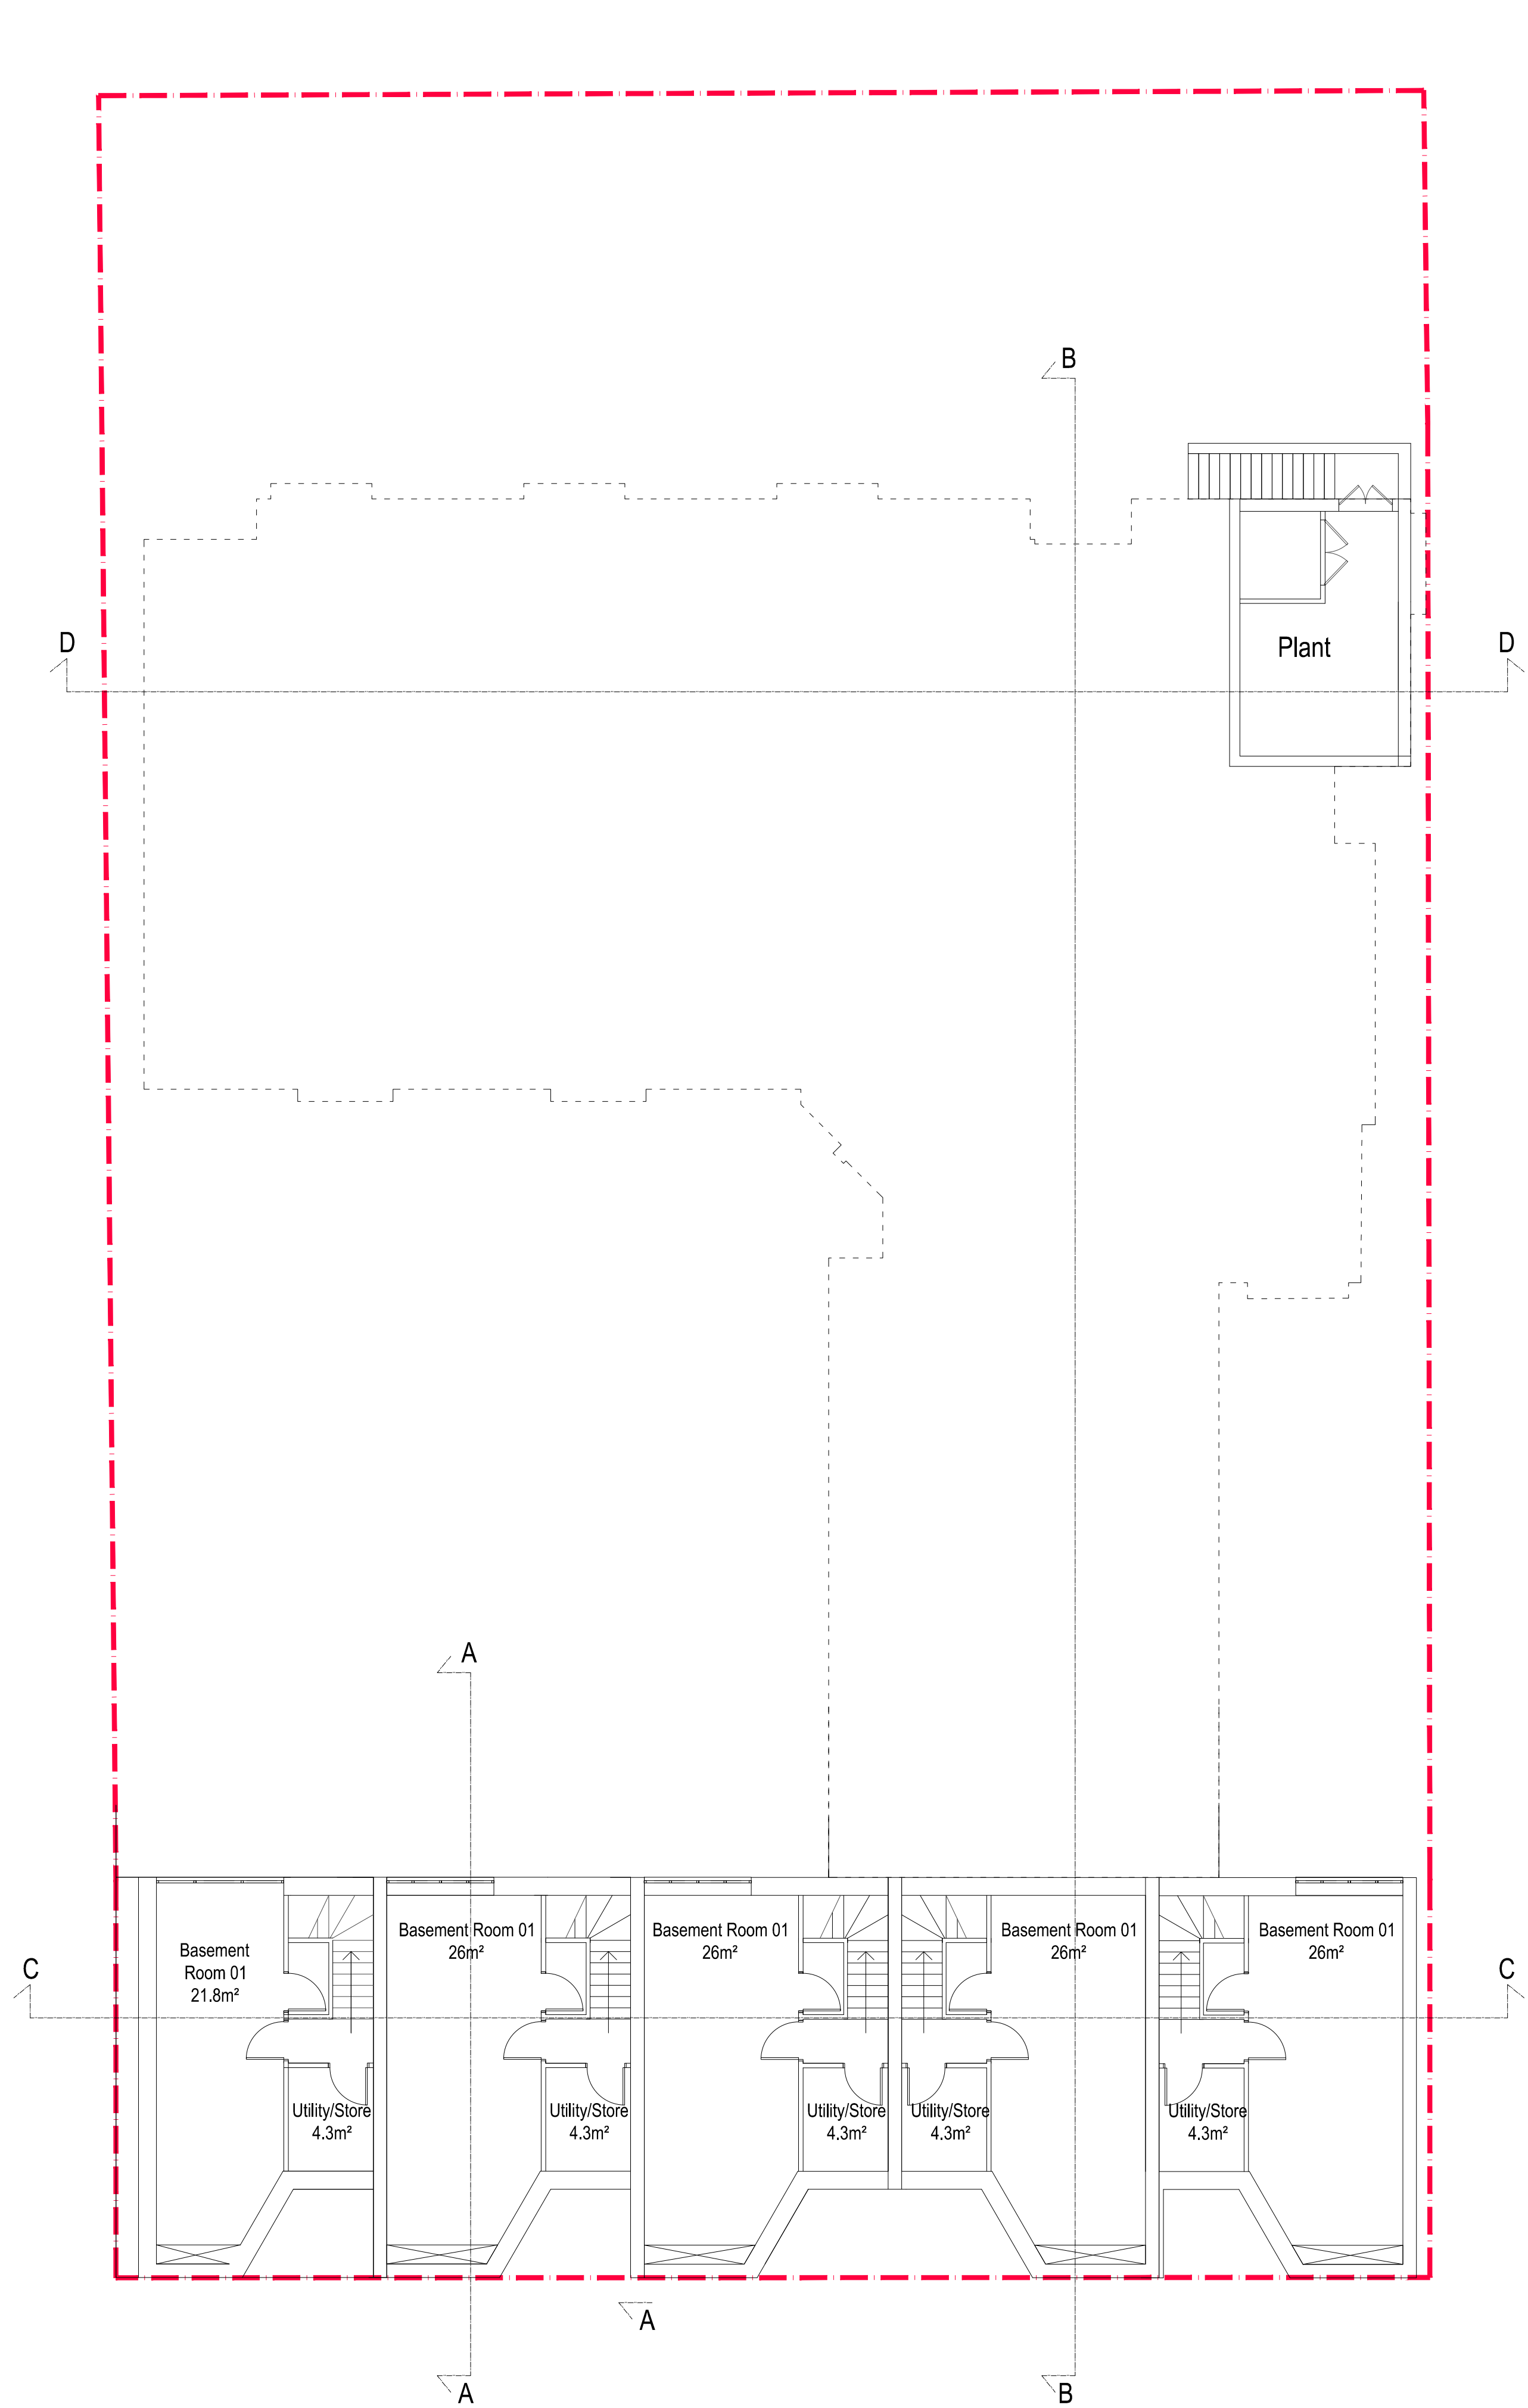 B
D
D
Plant
A
Basement Room 01
26m²
Basement Room 01
26m²
Basement Room 01
26m²
Basement Room 01
26m²
Basement
Room 01
21.8m²
C
C
Utility/Store
4.3m²
Utility/Store
4.3m²
Utility/Store
4.3m²
Utility/Store
4.3m²
Utility/Store
4.3m²
A
A
B